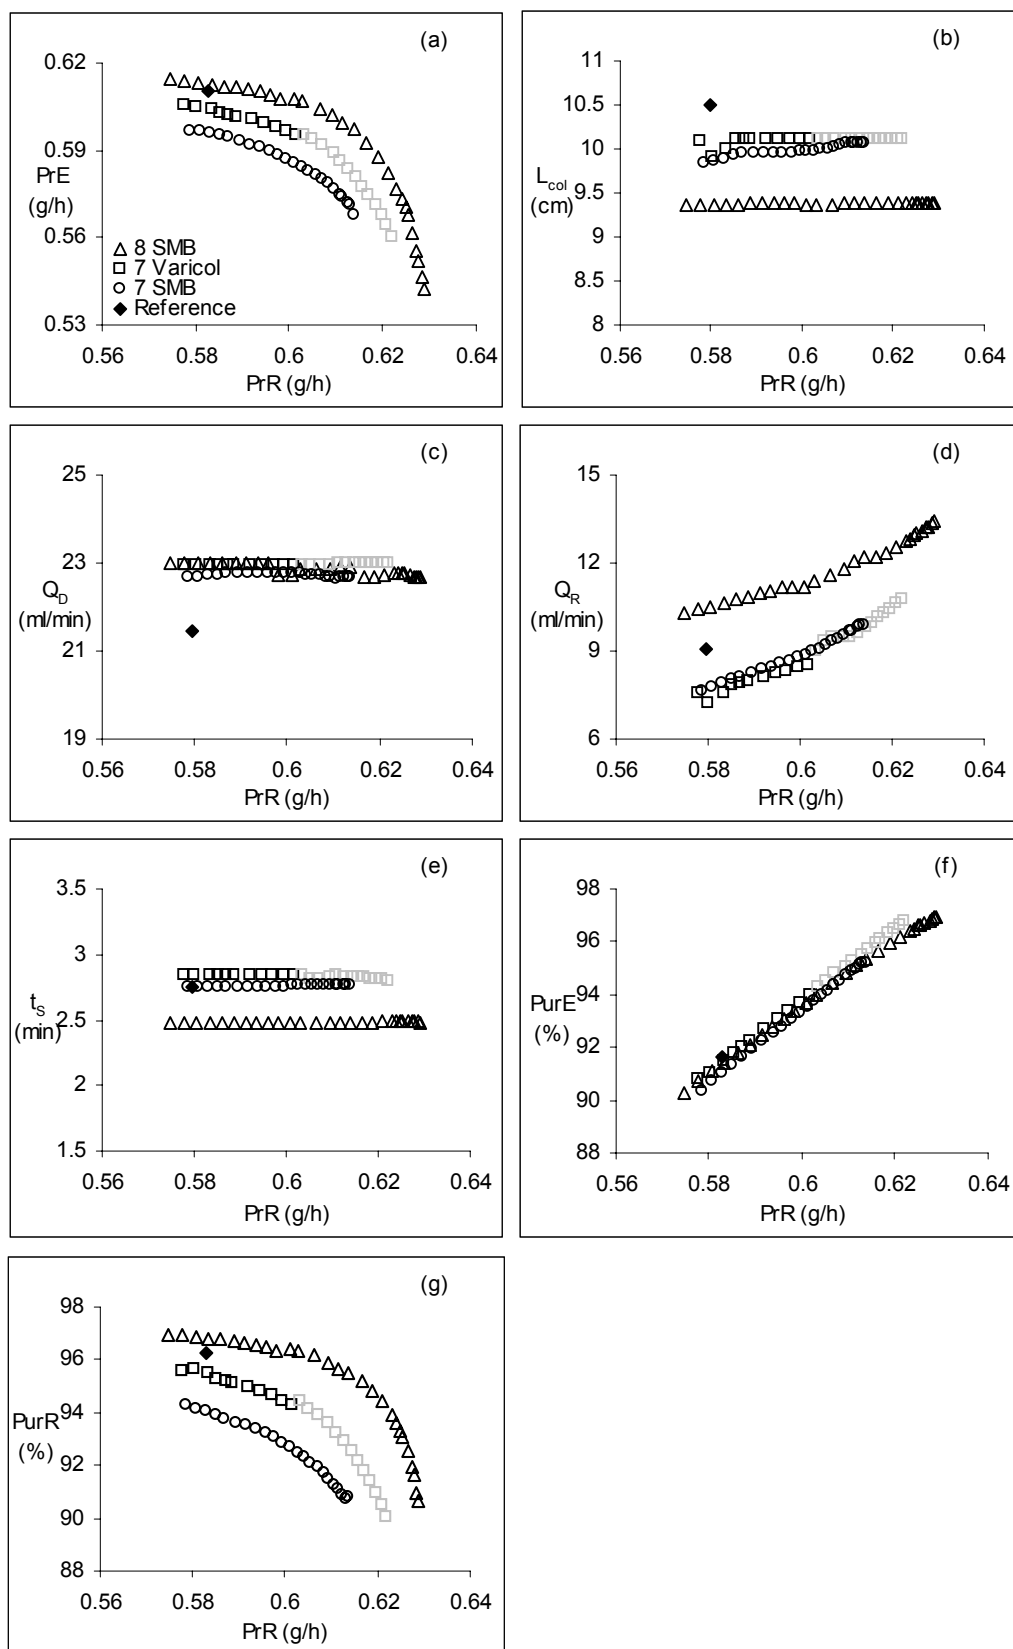 (a)
0.62
0.59
PrE
(g/h)
0.56
8 SMB
7 Varicol
7 SMB
Reference
0.53
0.56 0.58 0.6 0.62 0.64
PrR (g/h)
(b)
11
10.5
10
L_col
9.5
(cm)
9
8.5
8
0.56 0.58 0.6 0.62 0.64
PrR (g/h)
(c)
25
23
Q_D
(ml/min)
21
19
0.56 0.58 0.6 0.62 0.64
PrR (g/h)
(d)
15
12
Q_R
(ml/min)
9
6
0.56 0.58 0.6 0.62 0.64
PrR (g/h)
(e)
3.5
3
t_S
2.5
(min)
2
1.5
0.56 0.58 0.6 0.62 0.64
PrR (g/h)
(f)
98
96
94
PurE
(%)
92
90
88
0.56 0.58 0.6 0.62 0.64
PrR (g/h)
(g)
98
96
94
PurR
(%)
92
90
88
0.56 0.58 0.6 0.62 0.64
PrR (g/h)